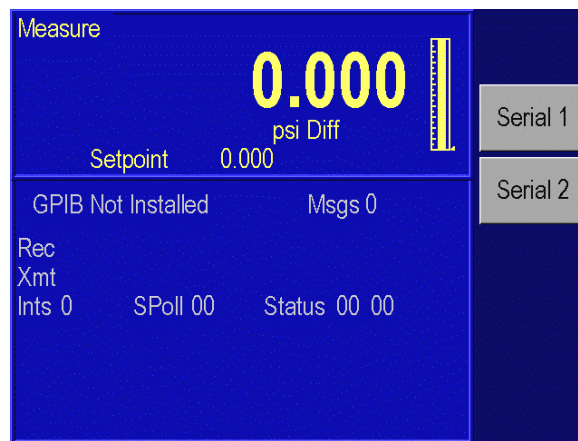 Measure
0.000
psi Diff
Setpoint 0.000
Serial 1
Serial 2
GPIB Not Installed Msgs 0
Rec
Xmt
Ints 0 SPoll 00 Status 00 00